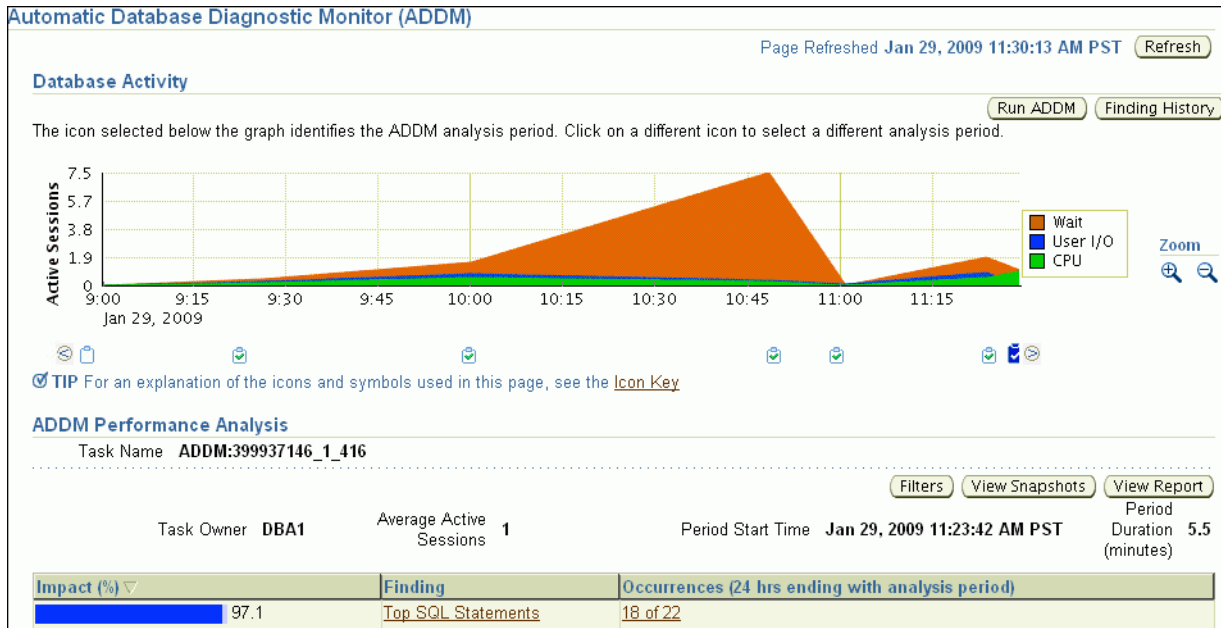 Automatic Database Diagnostic Monitor (ADDM)
Page Refreshed Jan 29, 2009 11:30:13 AM PST Refresh
Database Activity
Run ADDM Finding History
The icon selected below the graph identifies the ADDM analysis period. Click on a different icon to select a different analysis period.
Active Sessions
7.5
5.7
3.8
1.9
0
9:00 9:15 9:30 9:45 10:00 10:15 10:30 10:45 11:00 11:15
Jan 29, 2009
Wait
User I/O
CPU
Zoom
TIP For an explanation of the icons and symbols used in this page, see the Icon Key
ADDM Performance Analysis
Task Name ADDM:399937146_1_416
Filters View Snapshots View Report
Task Owner DBA1
Average Active
Sessions 1
Period Start Time Jan 29, 2009 11:23:42 AM PST
Period
Duration 5.5
(minutes)
Impact (%) Finding Occurrences (24 hrs ending with analysis period)
97.1 Top SQL Statements 18 of 22